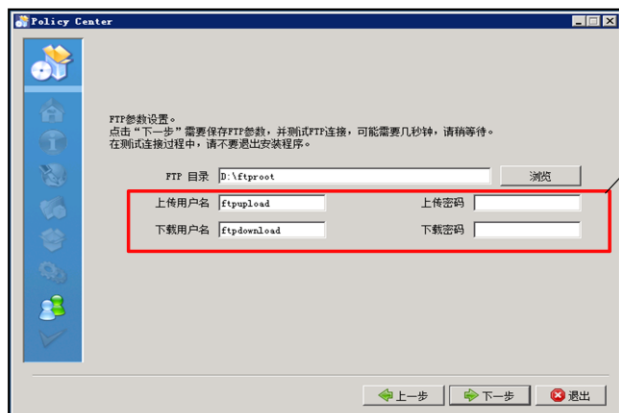 Policy Center
FTP参数设置。
点击“下一步”需要保存FTP参数，并测试FTP连接，可能需要几秒钟，请稍等待。
在测试连接过程中，请不要退出安装程序。
FTP 目录 D:\ftproot 浏览
上传用户名 ftpupload 上传密码
下载用户名 ftpdownload 下载密码
上一步 下一步 退出